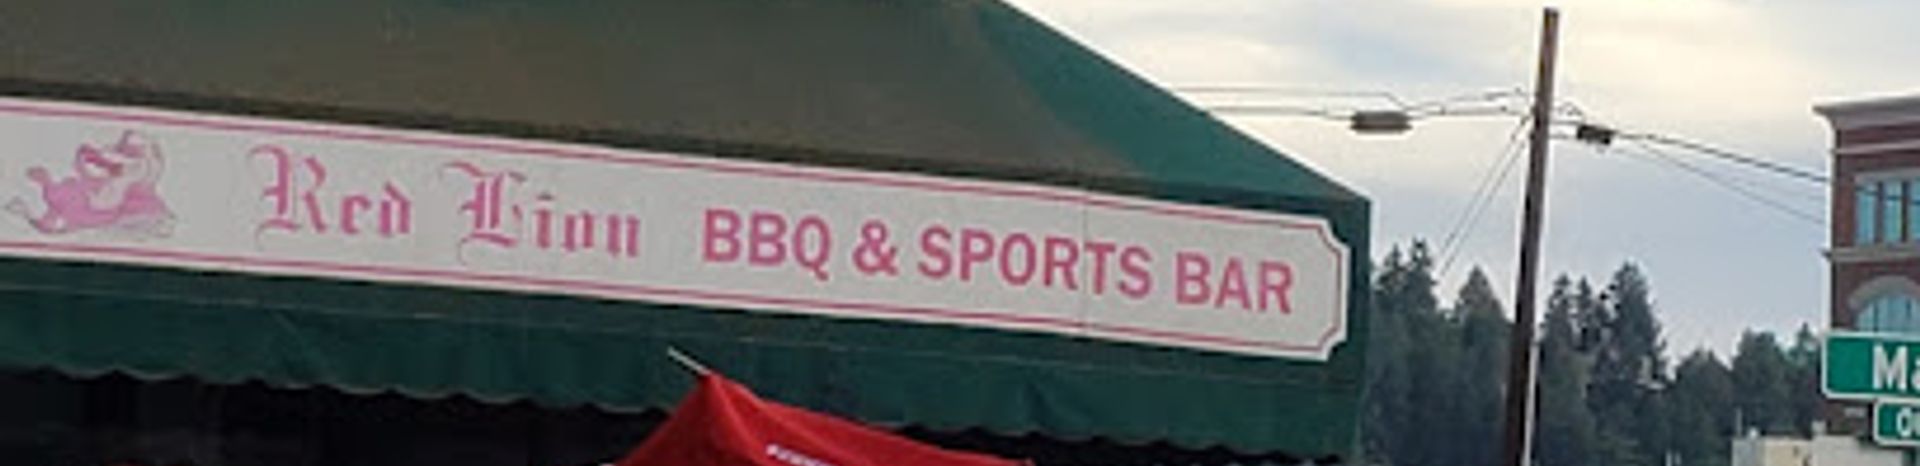 Red Lion BBQ & SPORTS BAR